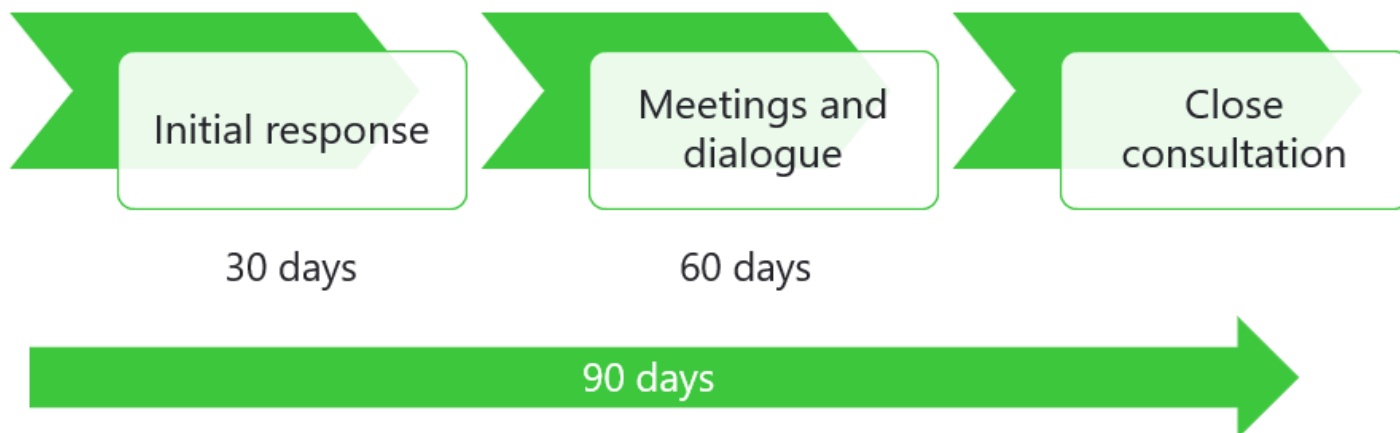 Initial response
Meetings and
dialogue
Close
consultation
30 days
60 days
90 days